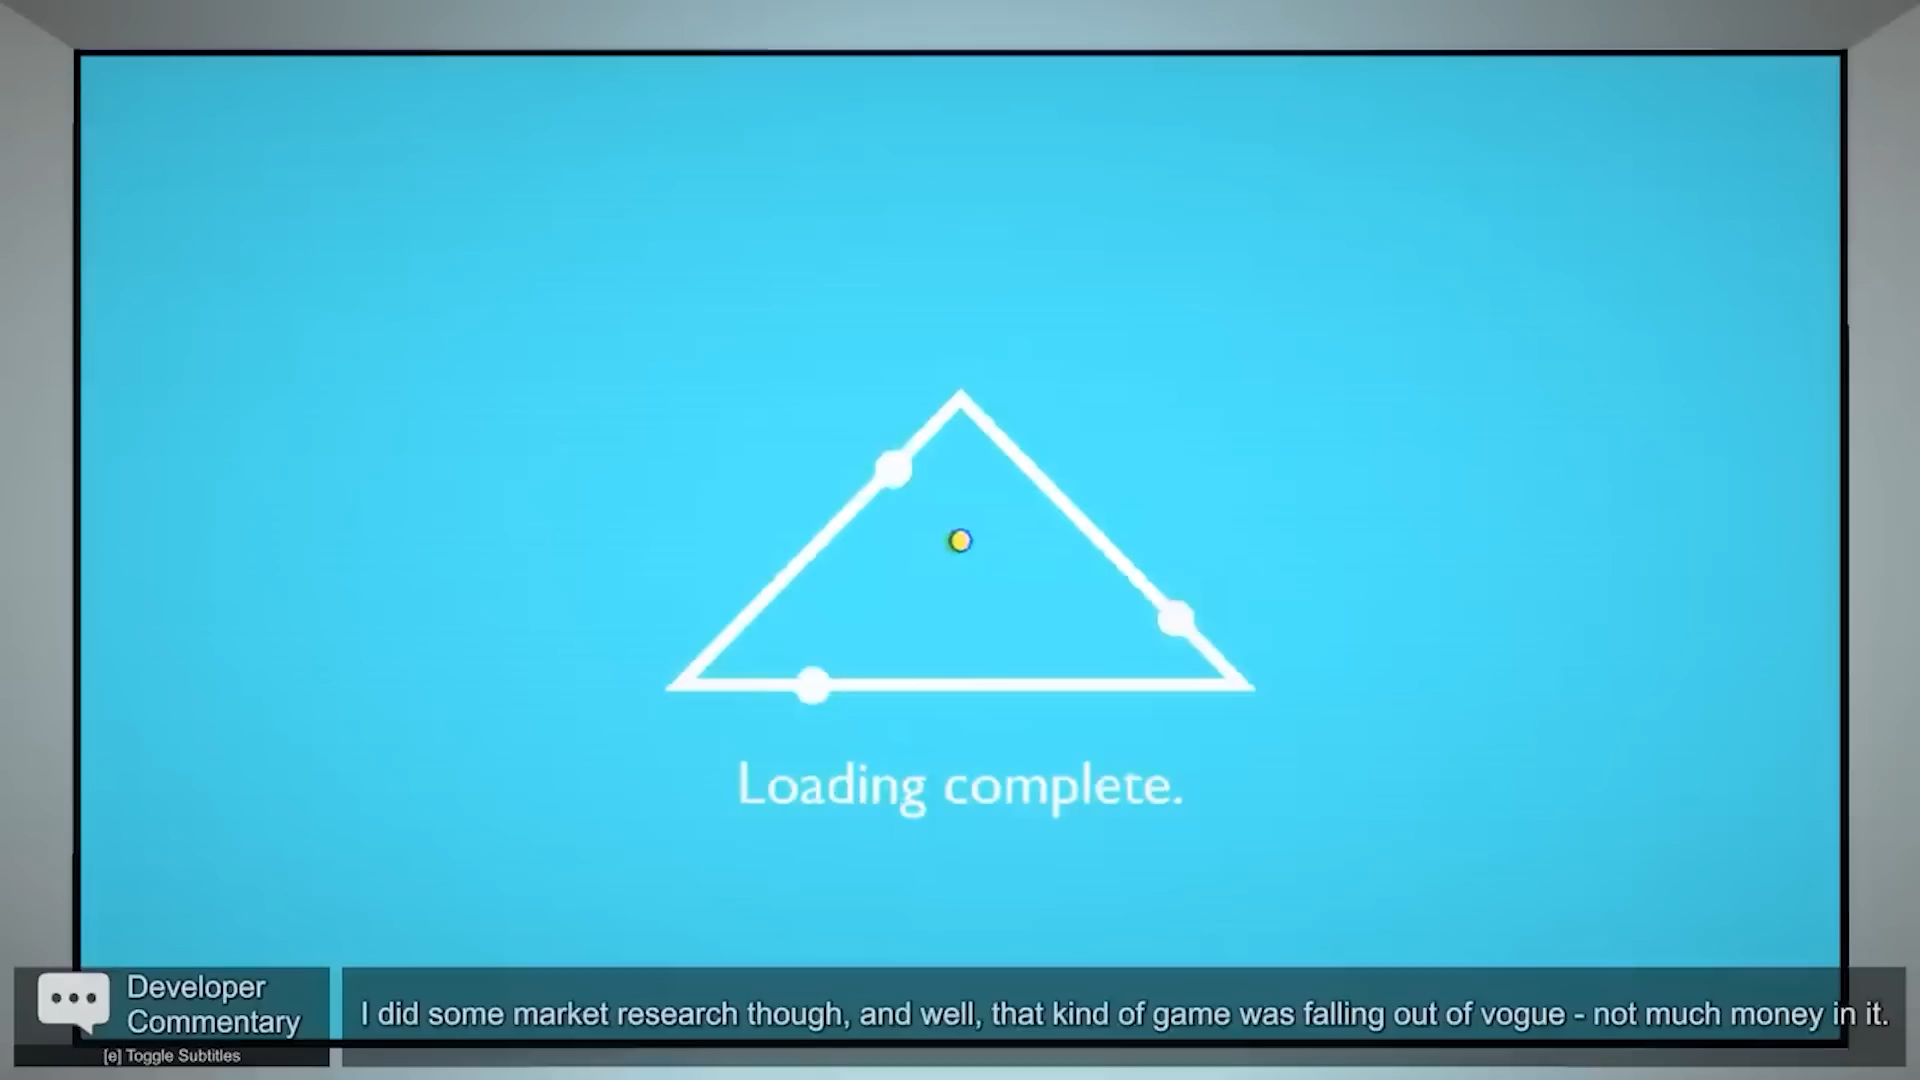 Loading complete.
Developer
Commentary
[e] Toggle Subtitles
I did some market research though, and well, that kind of game was falling out of vogue - not much money in it.